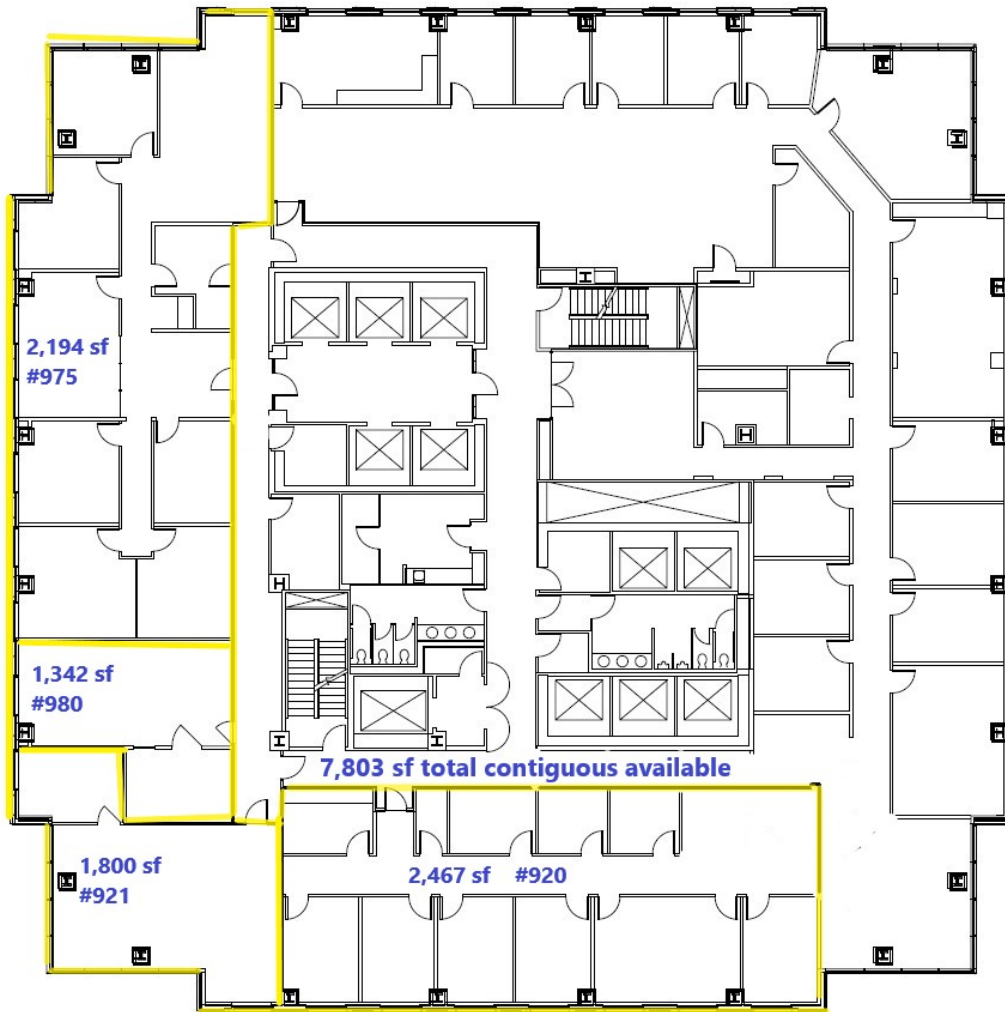 2,194 sf
#975
1,342 sf
#980
7,803 sf total contiguous available
1,800 sf
#921
2,467 sf #920